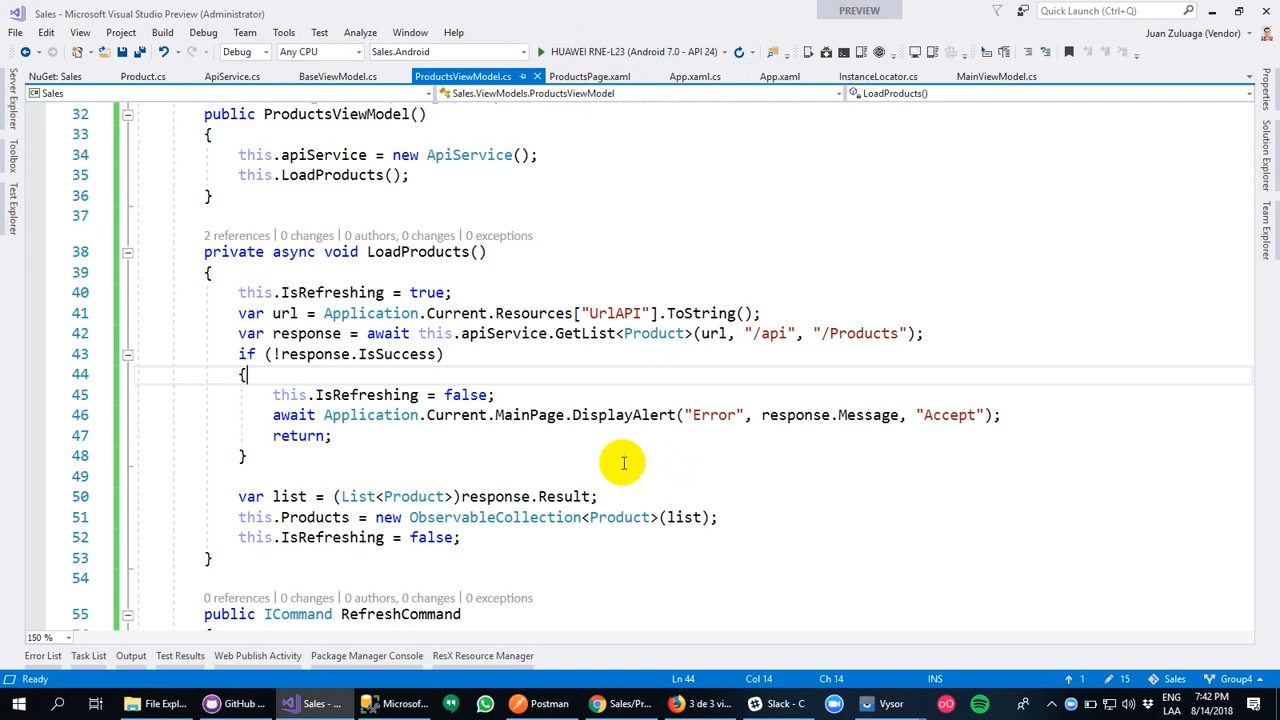 Sales - Microsoft Visual Studio Preview (Administrator)
PREVIEW
Quick Launch (Ctrl+Q)
File Edit View Project Build Debug Team Tools Test Analyze Window Help
Juan Zuluaga (Vendor)
Debug Any CPU Sales.Android HUAWEI RNE-L23 (Android 7.0 - API 24)
NuGet: Sales Product.cs ApiService.cs BaseViewModel.cs ProductsViewModel.cs ProductsPage.xaml App.xaml.cs App.xaml InstanceLocator.cs MainViewModel.cs
Sales Sales.ViewModels.ProductsViewModel LoadProducts()
Server Explorer
Toolbox
Test Explorer
Properties
Solution Explorer
Team Explorer
32 public ProductsViewModel()
33 {
34 this.apiService = new ApiService();
35 this.LoadProducts();
36 }
37
2 references | 0 changes | 0 authors, 0 changes | 0 exceptions
38 private async void LoadProducts()
39 {
40 this.IsRefreshing = true;
41 var url = Application.Current.Resources["UrlAPI"].ToString();
42 var response = await this.apiService.GetList<Product>(url, "/api", "/Products");
43 if (!response.IsSuccess)
44 {
45 this.IsRefreshing = false;
46 await Application.Current.MainPage.DisplayAlert("Error", response.Message, "Accept");
47 return;
48 }
49
50 var list = (List<Product>)response.Result;
51 this.Products = new ObservableCollection<Product>(list);
52 this.IsRefreshing = false;
53 }
54
0 references | 0 changes | 0 authors, 0 changes | 0 exceptions
55 public ICommand RefreshCommand
150 %
Error List Task List Output Test Results Web Publish Activity Package Manager Console ResX Resource Manager
Ready Ln 44 Col 14 Ch 14 INS 1 15 Sales Group4
File Expl... GitHub ... Sales - ... Microsof... Postman Sales/Pr... 3 de 3 vi... Slack - C Vysor ENG LAA 7:42 PM 8/14/2018